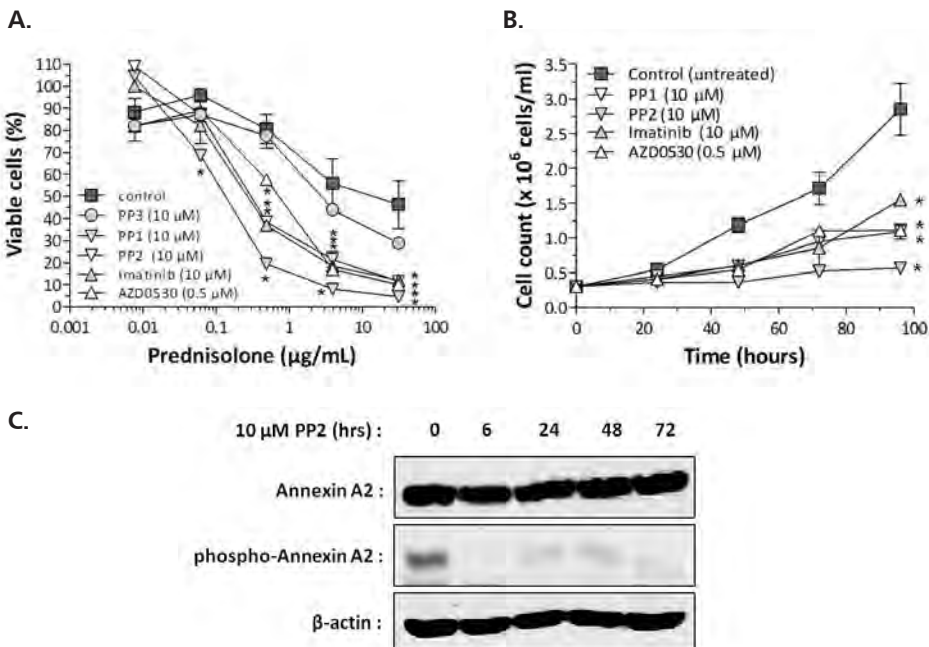 A.
110
100
90
80
70
60
50
40
30
20
10
0
Viable cells (%)
control
PP3 (10 µM)
PP1 (10 µM)
PP2 (10 µM)
Imatinib (10 µM)
AZD0530 (0.5 µM)
*
*
*
*
*
*
*
*
*
*
*
*
*
*
0.001
0.01
0.1
1
10
100
Prednisolone (µg/mL)
B.
3.5
3.0
2.5
2.0
1.5
1.0
0.5
0.0
Cell count (x 10⁶ cells/ml)
Control (untreated)
PP1 (10 µM)
PP2 (10 µM)
Imatinib (10 µM)
AZD0530 (0.5 µM)
*
*
*
*
0
20
40
60
80
100
Time (hours)
C.
10 µM PP2 (hrs) : 0 6 24 48 72
Annexin A2 :
phospho-Annexin A2 :
β-actin :